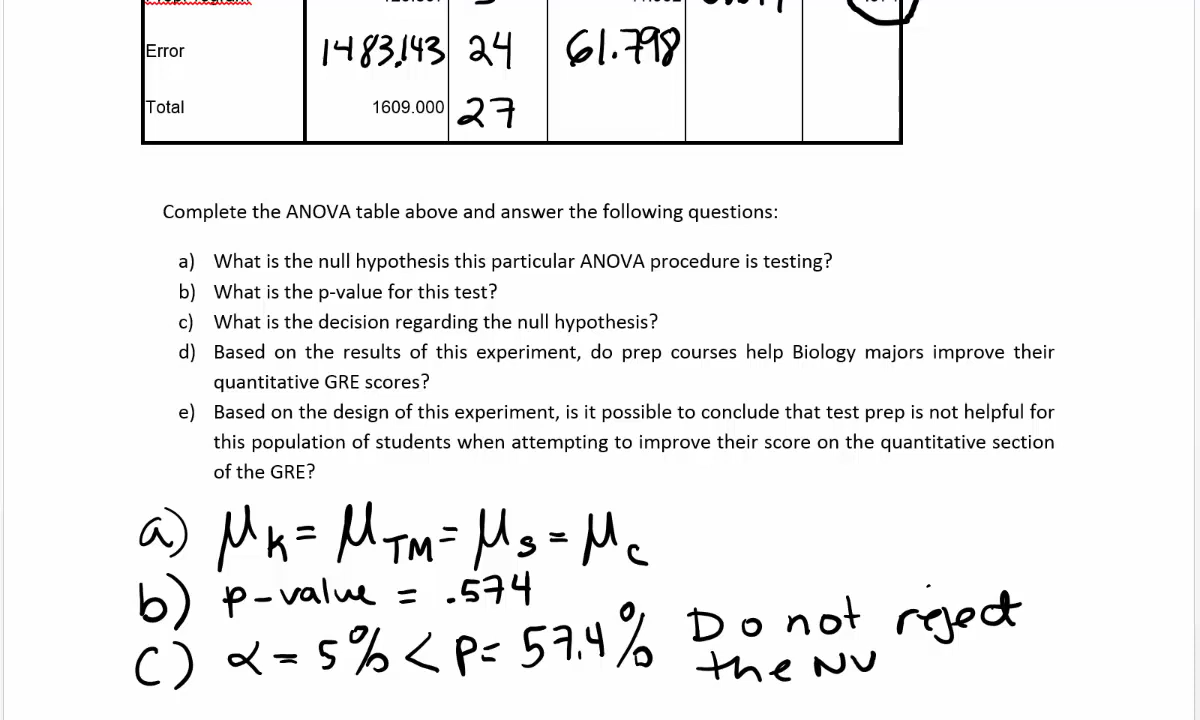 Error 1483.143 24 61.798
Total 1609.000 27
Complete the ANOVA table above and answer the following questions:
a) What is the null hypothesis this particular ANOVA procedure is testing?
b) What is the p-value for this test?
c) What is the decision regarding the null hypothesis?
d) Based on the results of this experiment, do prep courses help Biology majors improve their
quantitative GRE scores?
e) Based on the design of this experiment, is it possible to conclude that test prep is not helpful for
this population of students when attempting to improve their score on the quantitative section
of the GRE?
a) μK = μTM = μs = μc
b) p-value = .574
c) α = 5% < p = 57.4% Do not reject
the NU